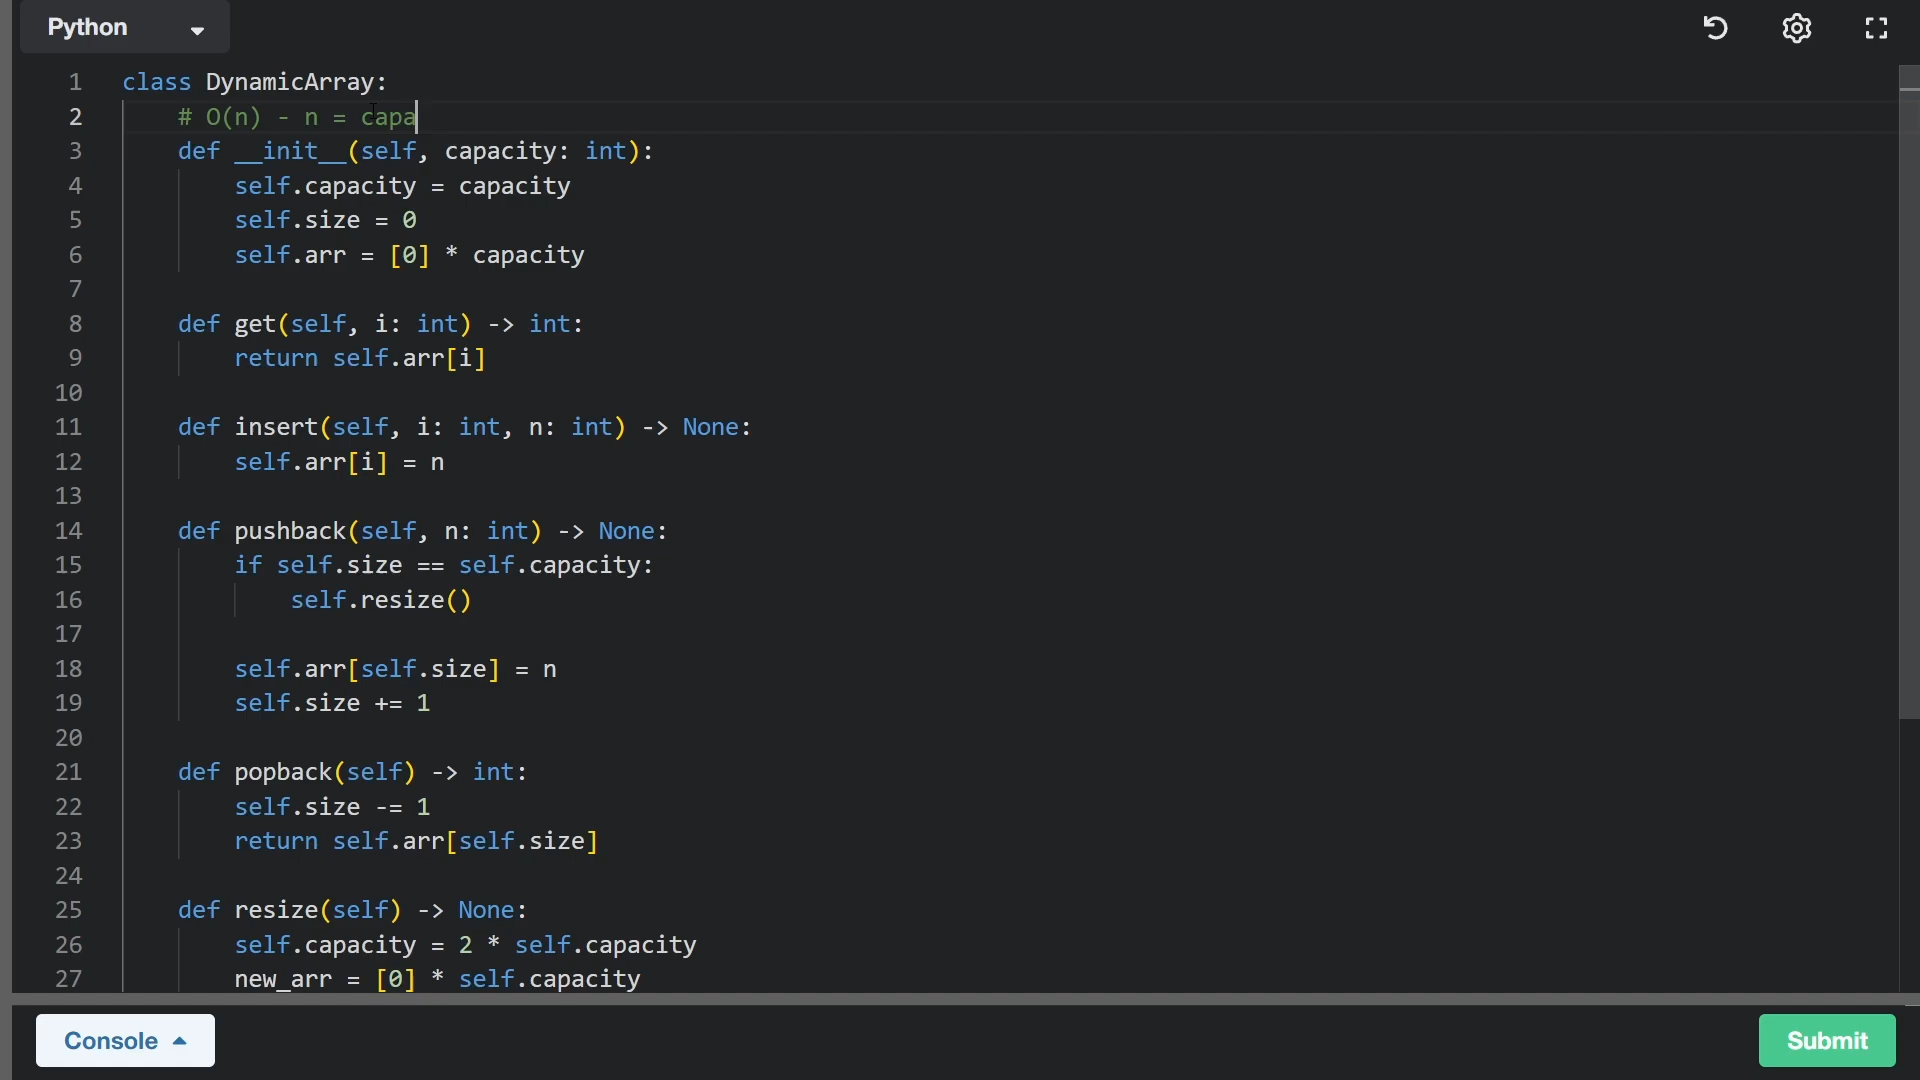 Python
1 class DynamicArray:
2 # O(n) - n = capa
3 def __init__(self, capacity: int):
4 self.capacity = capacity
5 self.size = 0
6 self.arr = [0] * capacity
7
8 def get(self, i: int) -> int:
9 return self.arr[i]
10
11 def insert(self, i: int, n: int) -> None:
12 self.arr[i] = n
13
14 def pushback(self, n: int) -> None:
15 if self.size == self.capacity:
16 self.resize()
17
18 self.arr[self.size] = n
19 self.size += 1
20
21 def popback(self) -> int:
22 self.size -= 1
23 return self.arr[self.size]
24
25 def resize(self) -> None:
26 self.capacity = 2 * self.capacity
27 new_arr = [0] * self.capacity
Console
Submit